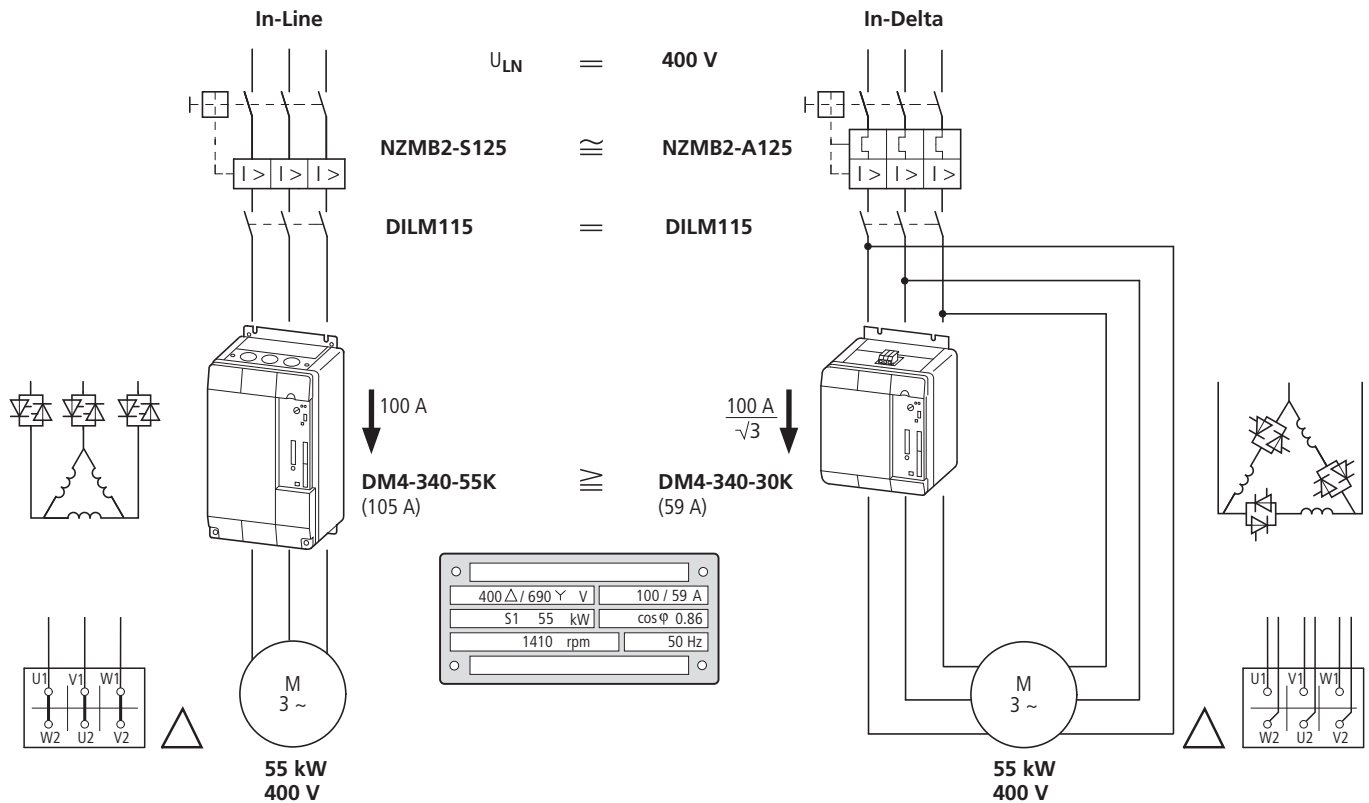 In-Line
In-Delta
U_LN = 400 V
NZMB2-S125 ≅ NZMB2-A125
I > I > I >
I > I > I >
DILM115 = DILM115
100 A
100 A
√3
DM4-340-55K ≧ DM4-340-30K
(105 A)
(59 A)
400 △ / 690 Y V
100 / 59 A
S1 55 kW
cos φ 0.86
1410 rpm
50 Hz
U1 V1 W1
W2 U2 V2
M
3 ~
55 kW
400 V
M
3 ~
55 kW
400 V
U1 V1 W1
W2 U2 V2